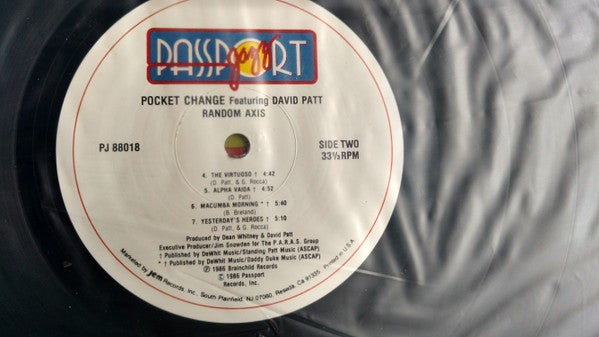 PASSPORT
jazz
POCKET CHANGE Featuring DAVID PATT
RANDOM AXIS
PJ 88018
SIDE TWO
33⅓ RPM
4. THE VIRTUOSO † 4:42
(D. Patt, & G. Rocca)
5. ALPHA VAIDA † 4:52
(D. Patt)
6. MACUMBA MORNING * † 5:40
(B. Breland)
7. YESTERDAY'S HEROES † 5:10
(D. Patt, & G. Rocca)
Produced by Dean Whitney & David Patt
Executive Producer/Jim Snowden for The P.A.R.A.S. Group
† Published by DeWhit Music/Standing Patt Music (ASCAP)
* † Published by DeWhit Music/Daddy Duke Music (ASCAP)
℗ 1986 Brainchild Records
© 1986 Passport
Records, Inc.
Marketed by jem Records, Inc., South Plainfield, NJ 07080, Reseda, Ca 91335. Printed in U.S.A.